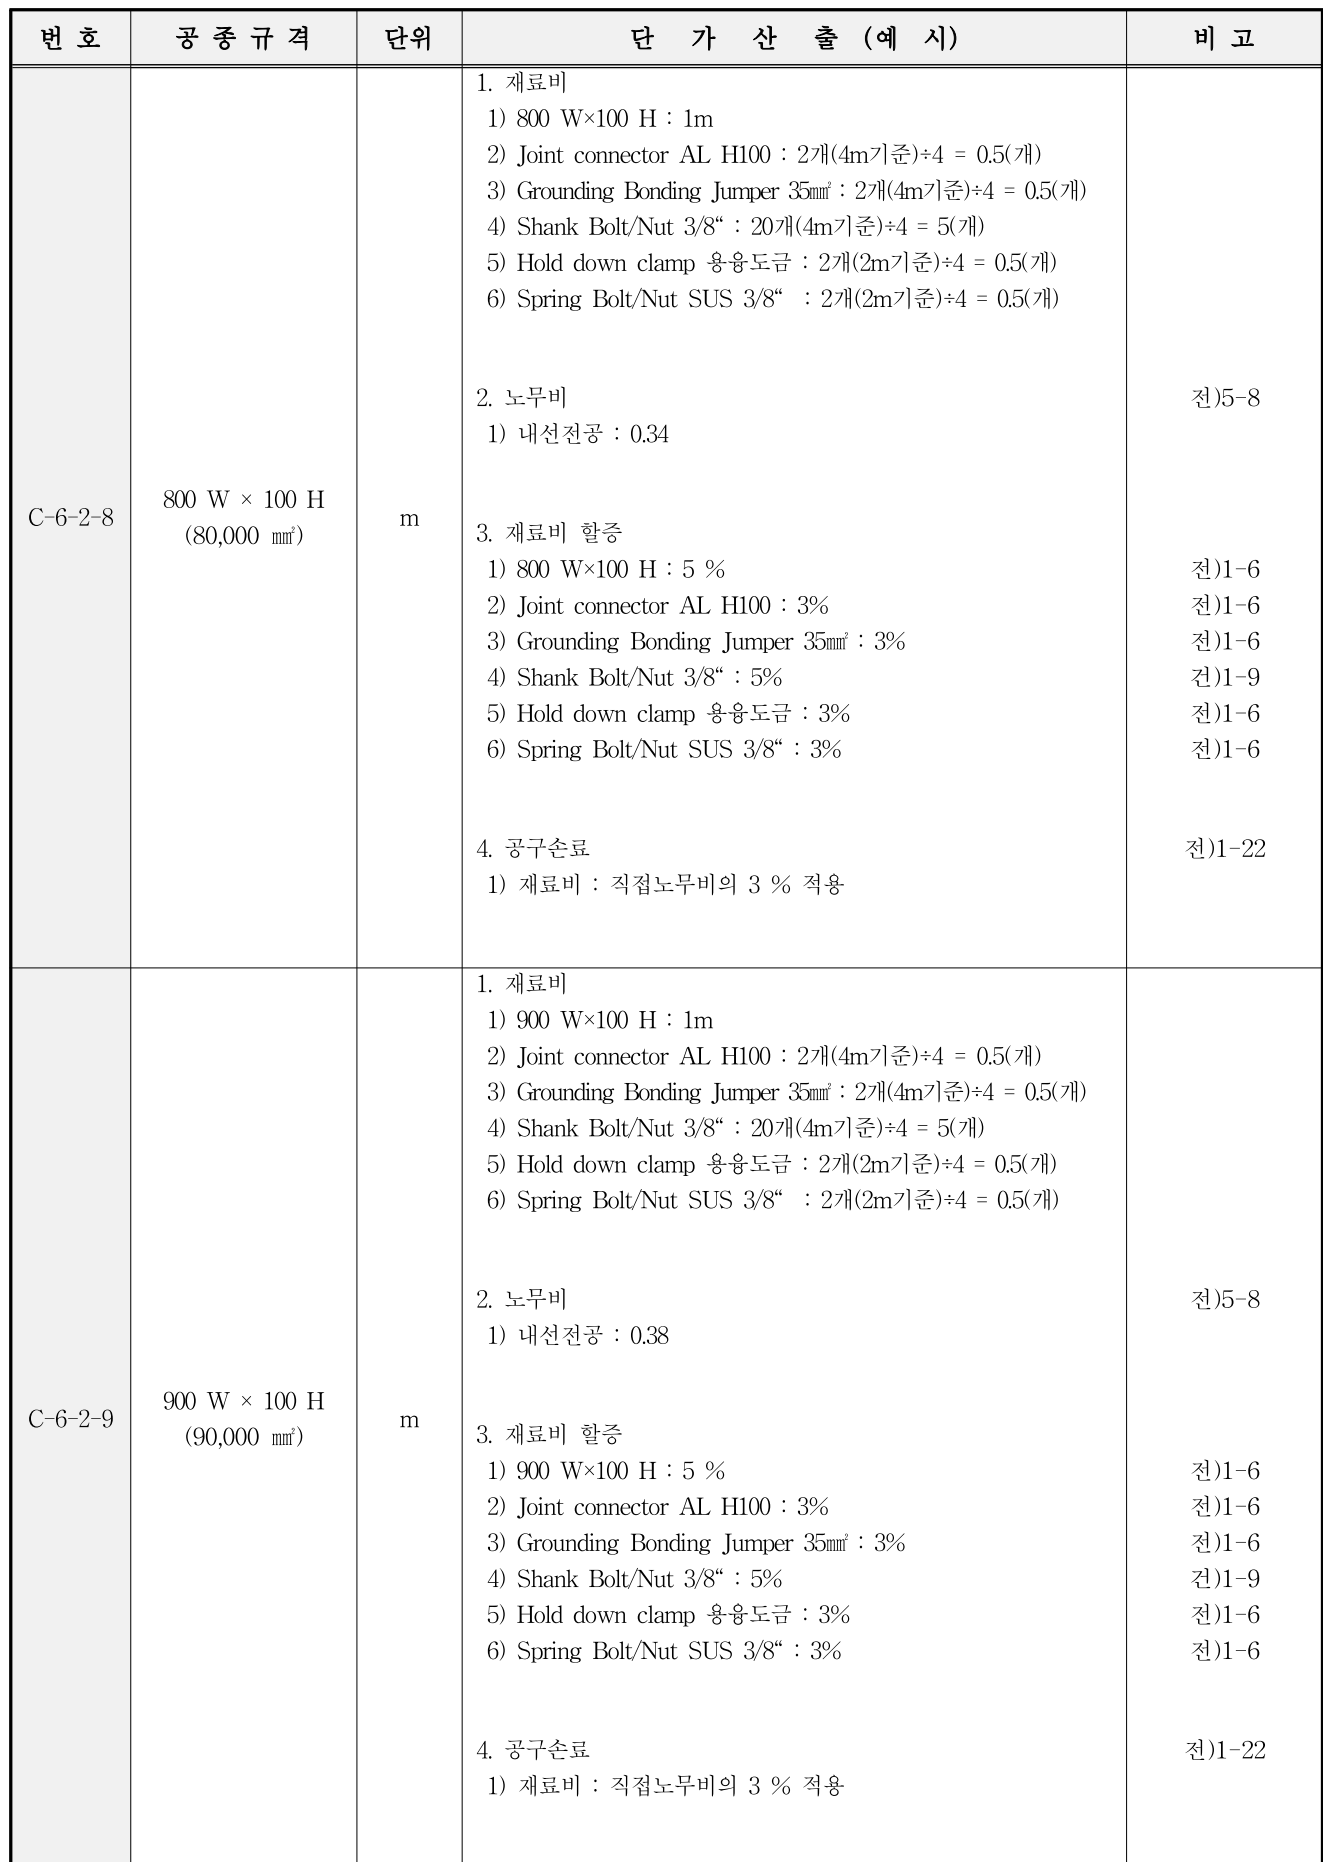 번 호 공 종 규 격 단위 단 가 산 출 (예 시) 비 고
C-6-2-8
800 W × 100 H
(80,000 ㎟)
m
1. 재료비
1) 800 W×100 H : 1m
2) Joint connector AL H100 : 2개(4m기준)÷4 = 0.5(개)
3) Grounding Bonding Jumper 35㎟ : 2개(4m기준)÷4 = 0.5(개)
4) Shank Bolt/Nut 3/8“ : 20개(4m기준)÷4 = 5(개)
5) Hold down clamp 용융도금 : 2개(2m기준)÷4 = 0.5(개)
6) Spring Bolt/Nut SUS 3/8“ : 2개(2m기준)÷4 = 0.5(개)
2. 노무비 전)5-8
1) 내선전공 : 0.34
3. 재료비 할증
1) 800 W×100 H : 5 % 전)1-6
2) Joint connector AL H100 : 3% 전)1-6
3) Grounding Bonding Jumper 35㎟ : 3% 전)1-6
4) Shank Bolt/Nut 3/8“ : 5% 건)1-9
5) Hold down clamp 용융도금 : 3% 전)1-6
6) Spring Bolt/Nut SUS 3/8“ : 3% 전)1-6
4. 공구손료 전)1-22
1) 재료비 : 직접노무비의 3 % 적용
C-6-2-9
900 W × 100 H
(90,000 ㎟)
m
1. 재료비
1) 900 W×100 H : 1m
2) Joint connector AL H100 : 2개(4m기준)÷4 = 0.5(개)
3) Grounding Bonding Jumper 35㎟ : 2개(4m기준)÷4 = 0.5(개)
4) Shank Bolt/Nut 3/8“ : 20개(4m기준)÷4 = 5(개)
5) Hold down clamp 용융도금 : 2개(2m기준)÷4 = 0.5(개)
6) Spring Bolt/Nut SUS 3/8“ : 2개(2m기준)÷4 = 0.5(개)
2. 노무비 전)5-8
1) 내선전공 : 0.38
3. 재료비 할증
1) 900 W×100 H : 5 % 전)1-6
2) Joint connector AL H100 : 3% 전)1-6
3) Grounding Bonding Jumper 35㎟ : 3% 전)1-6
4) Shank Bolt/Nut 3/8“ : 5% 건)1-9
5) Hold down clamp 용융도금 : 3% 전)1-6
6) Spring Bolt/Nut SUS 3/8“ : 3% 전)1-6
4. 공구손료 전)1-22
1) 재료비 : 직접노무비의 3 % 적용